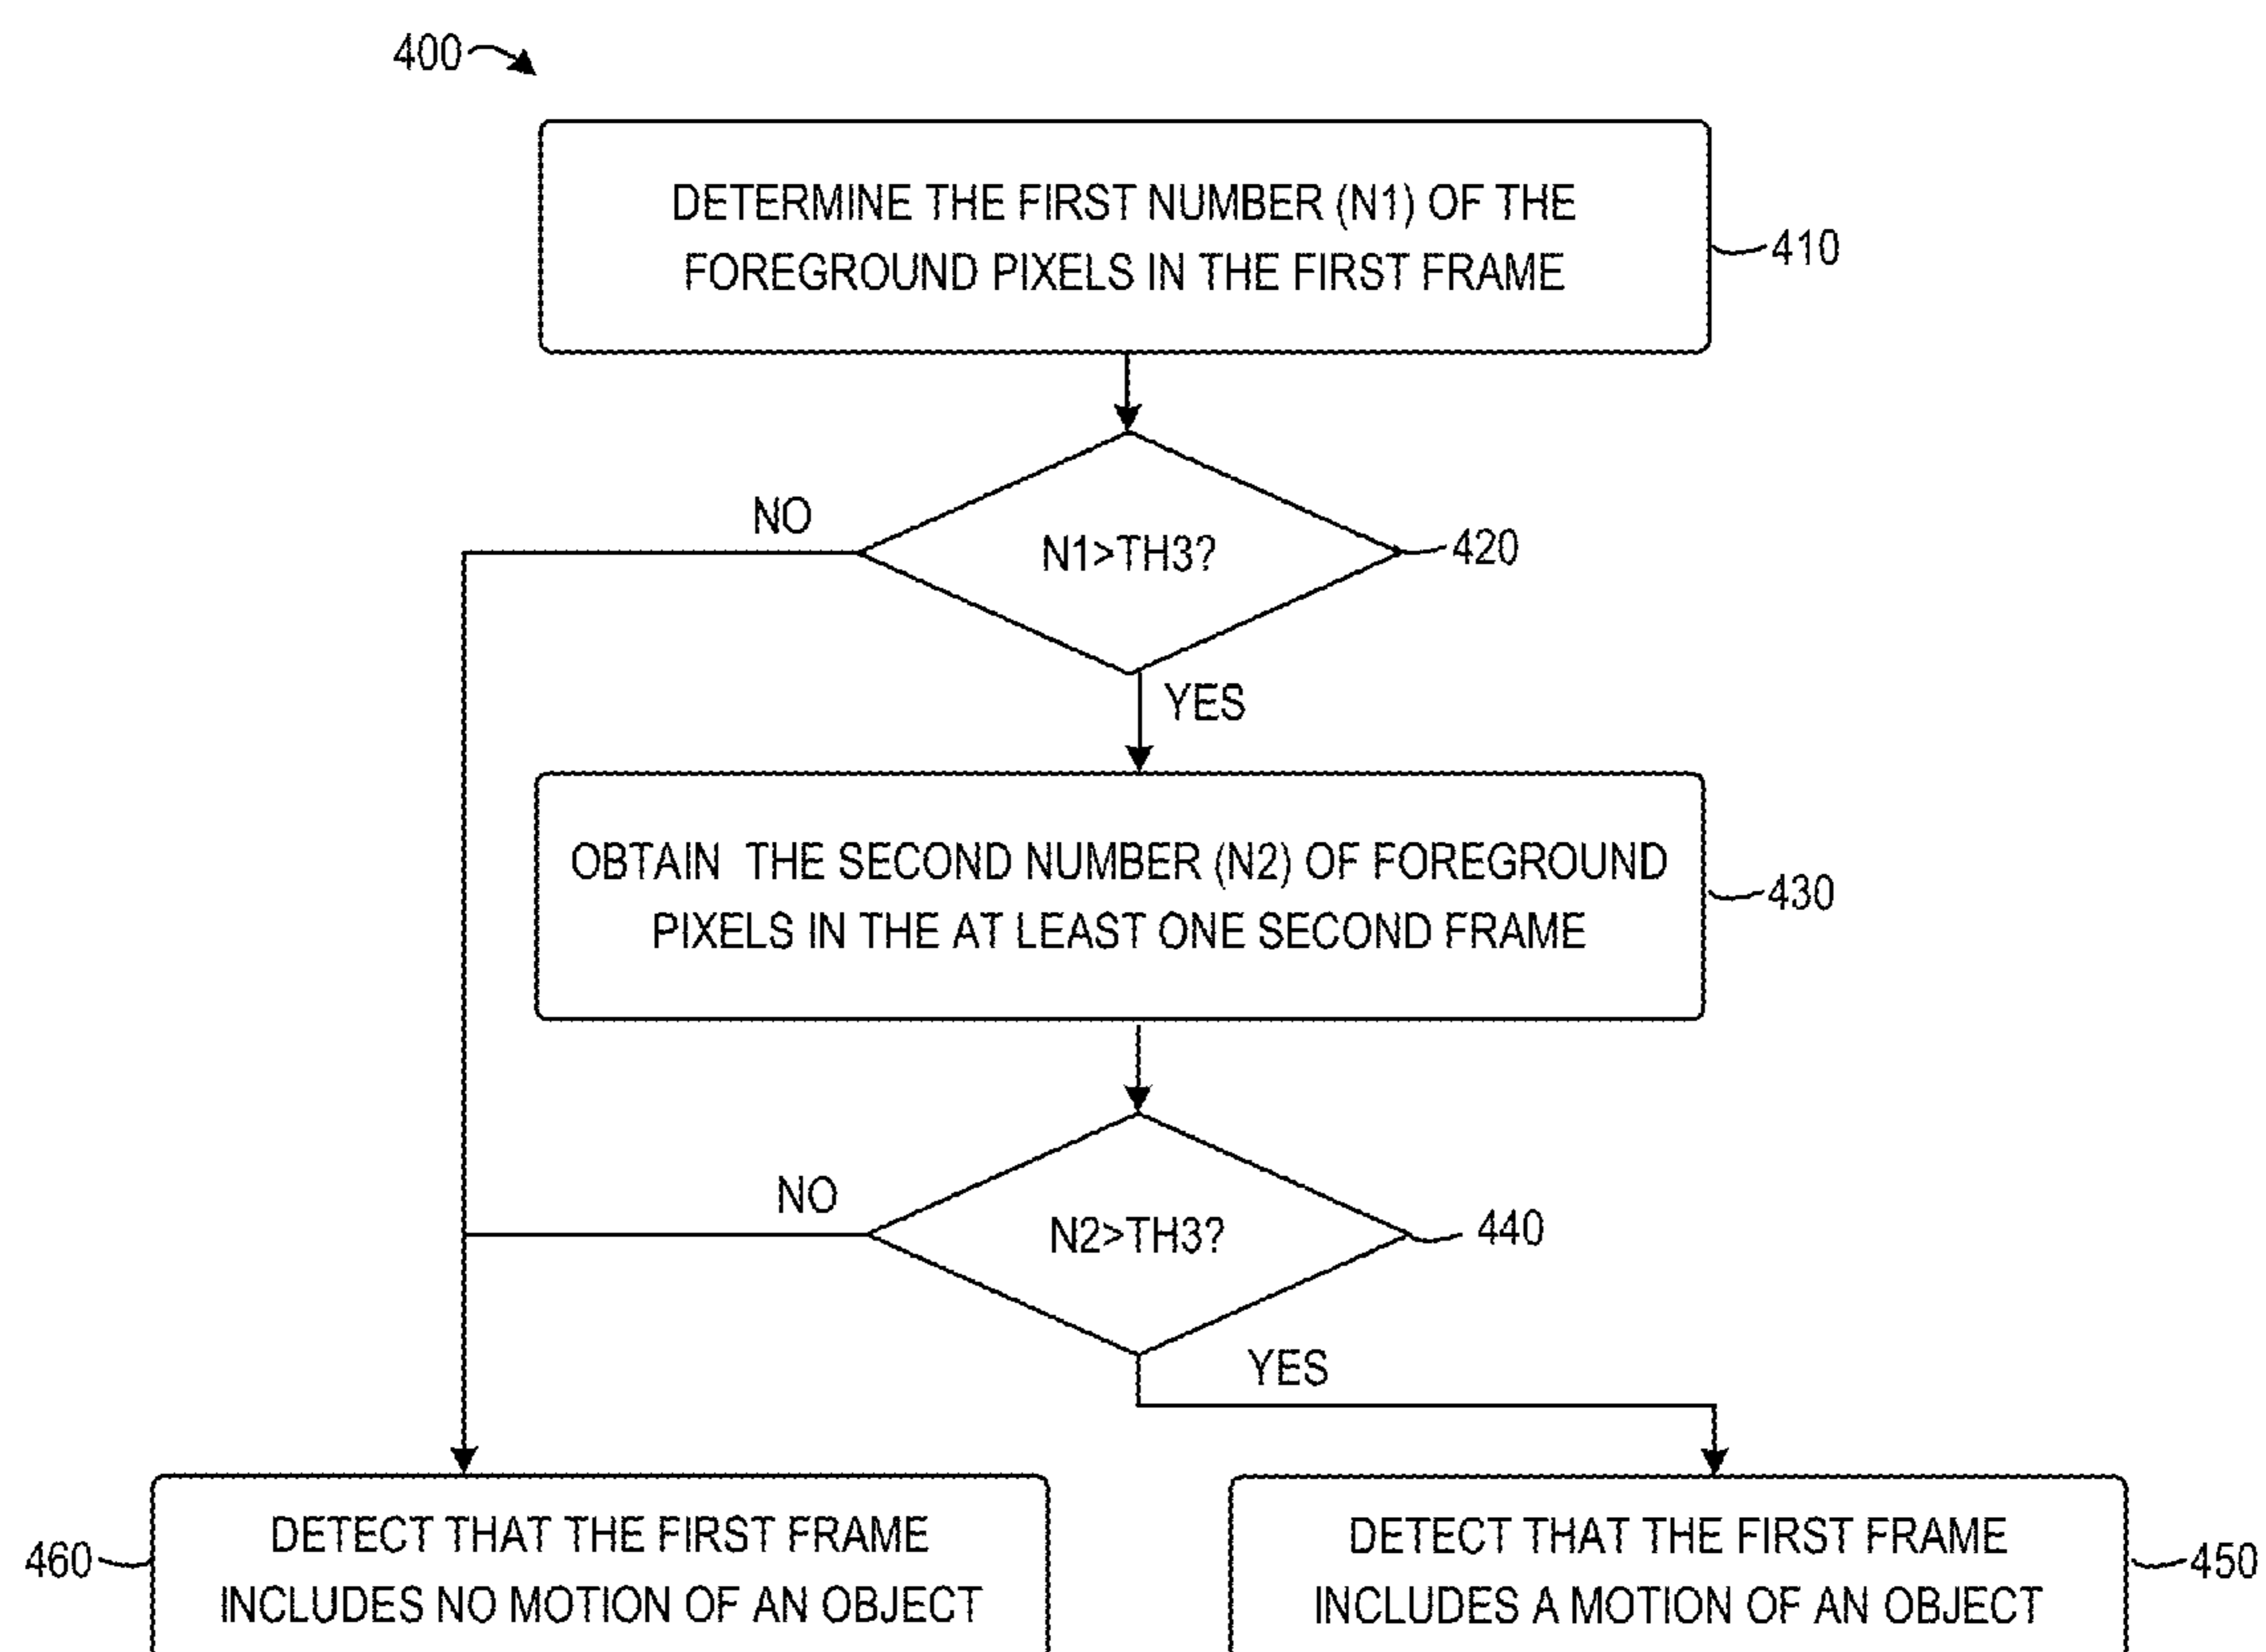 400
DETERMINE THE FIRST NUMBER (N1) OF THE
FOREGROUND PIXELS IN THE FIRST FRAME
410
NO
N1>TH3?
420
YES
OBTAIN THE SECOND NUMBER (N2) OF FOREGROUND
PIXELS IN THE AT LEAST ONE SECOND FRAME
430
NO
N2>TH3?
440
YES
460
DETECT THAT THE FIRST FRAME
INCLUDES NO MOTION OF AN OBJECT
DETECT THAT THE FIRST FRAME
INCLUDES A MOTION OF AN OBJECT
450